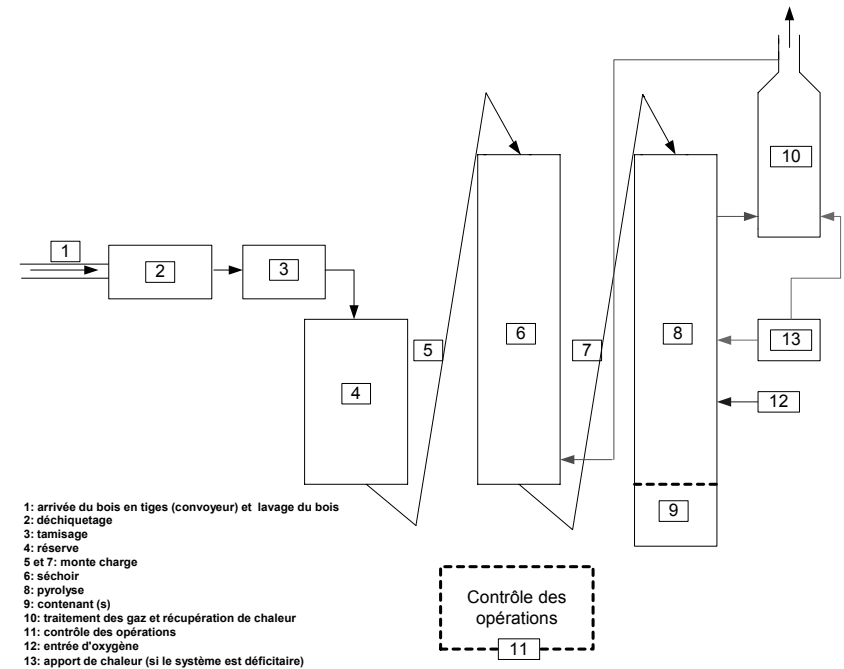 1
2
3
4
5
6
7
8
9
10
13
12
Contrôle des
opérations
11
1: arrivée du bois en tiges (convoyeur) et lavage du bois
2: déchiquetage
3: tamisage
4: réserve
5 et 7: monte charge
6: séchoir
8: pyrolyse
9: contenant (s)
10: traitement des gaz et récupération de chaleur
11: contrôle des opérations
12: entrée d'oxygène
13: apport de chaleur (si le système est déficitaire)